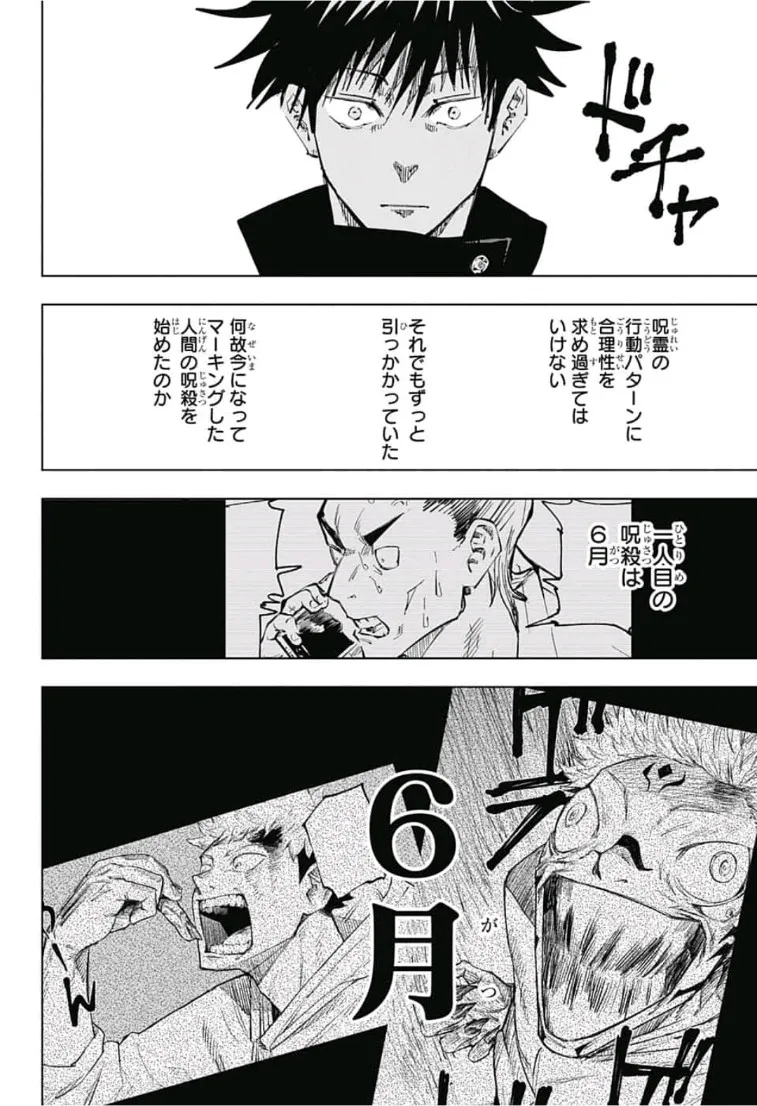 ドチャ
呪霊の
行動パターンに
合理性を
求め過ぎては
いけない
それでもずっと
引っかかっていた
何故今になって
マーキングした
人間の呪殺を
始めたのか
一人目の
呪殺は
6月
6月